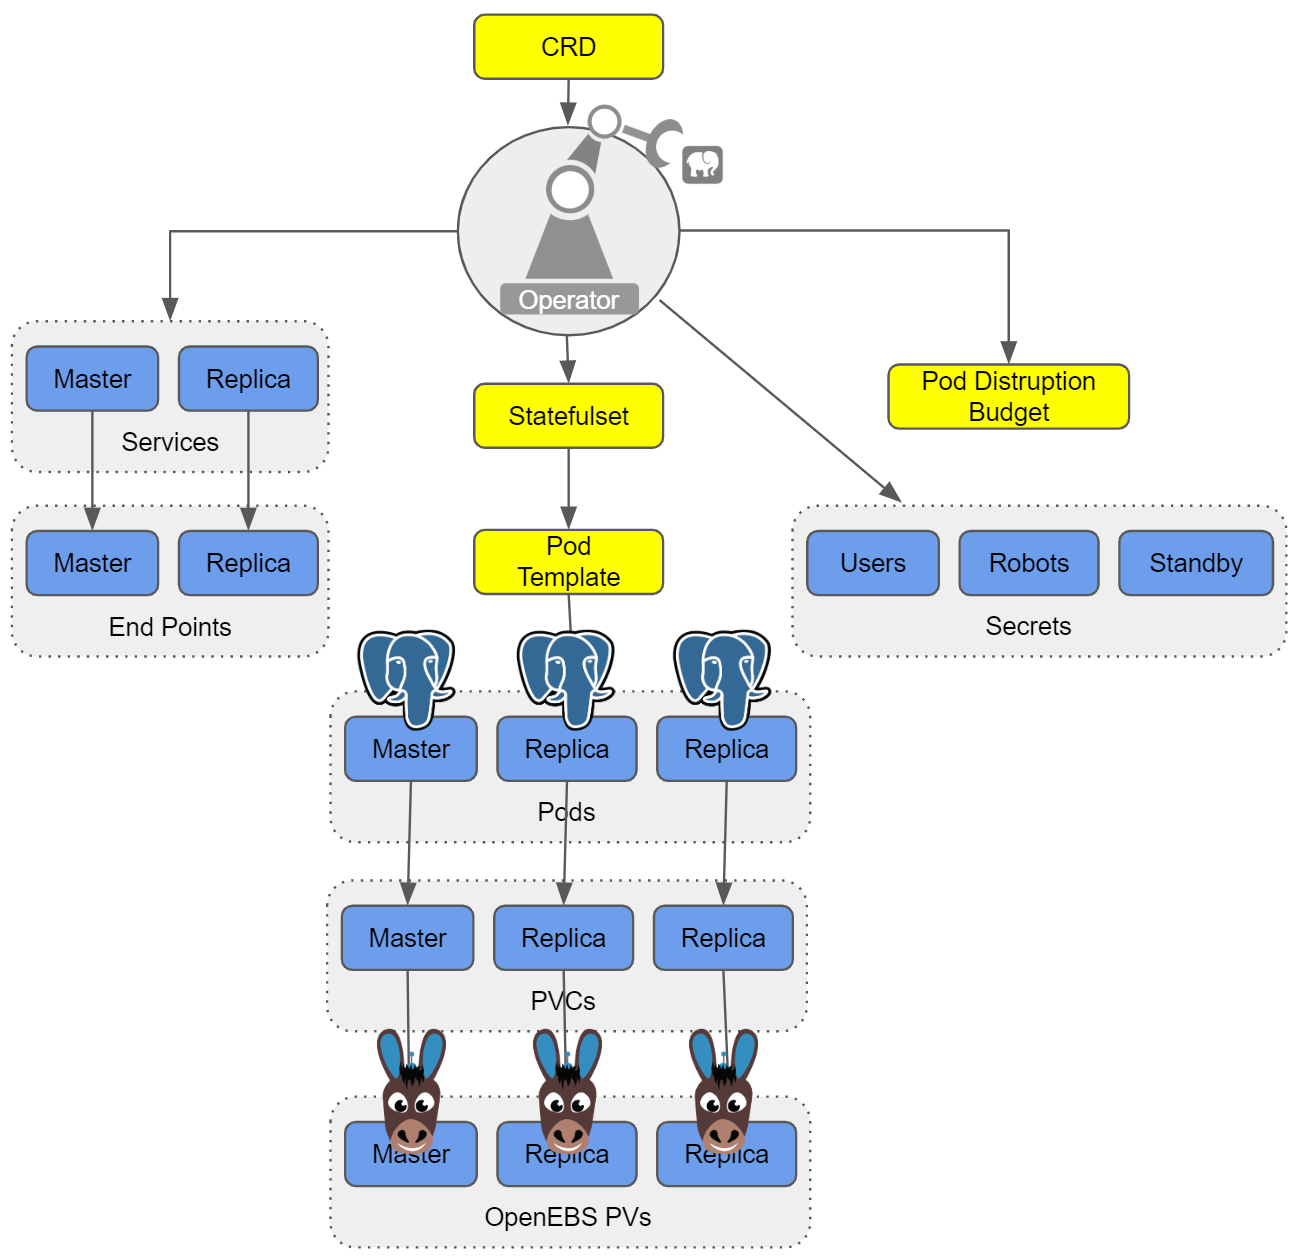 CRD
Operator
Master
Replica
Services
Statefulset
Pod Distruption
Budget
Master
Replica
End Points
Pod
Template
Users
Robots
Standby
Secrets
Master
Replica
Replica
Pods
Master
Replica
Replica
PVCs
Master
Replica
Replica
OpenEBS PVs